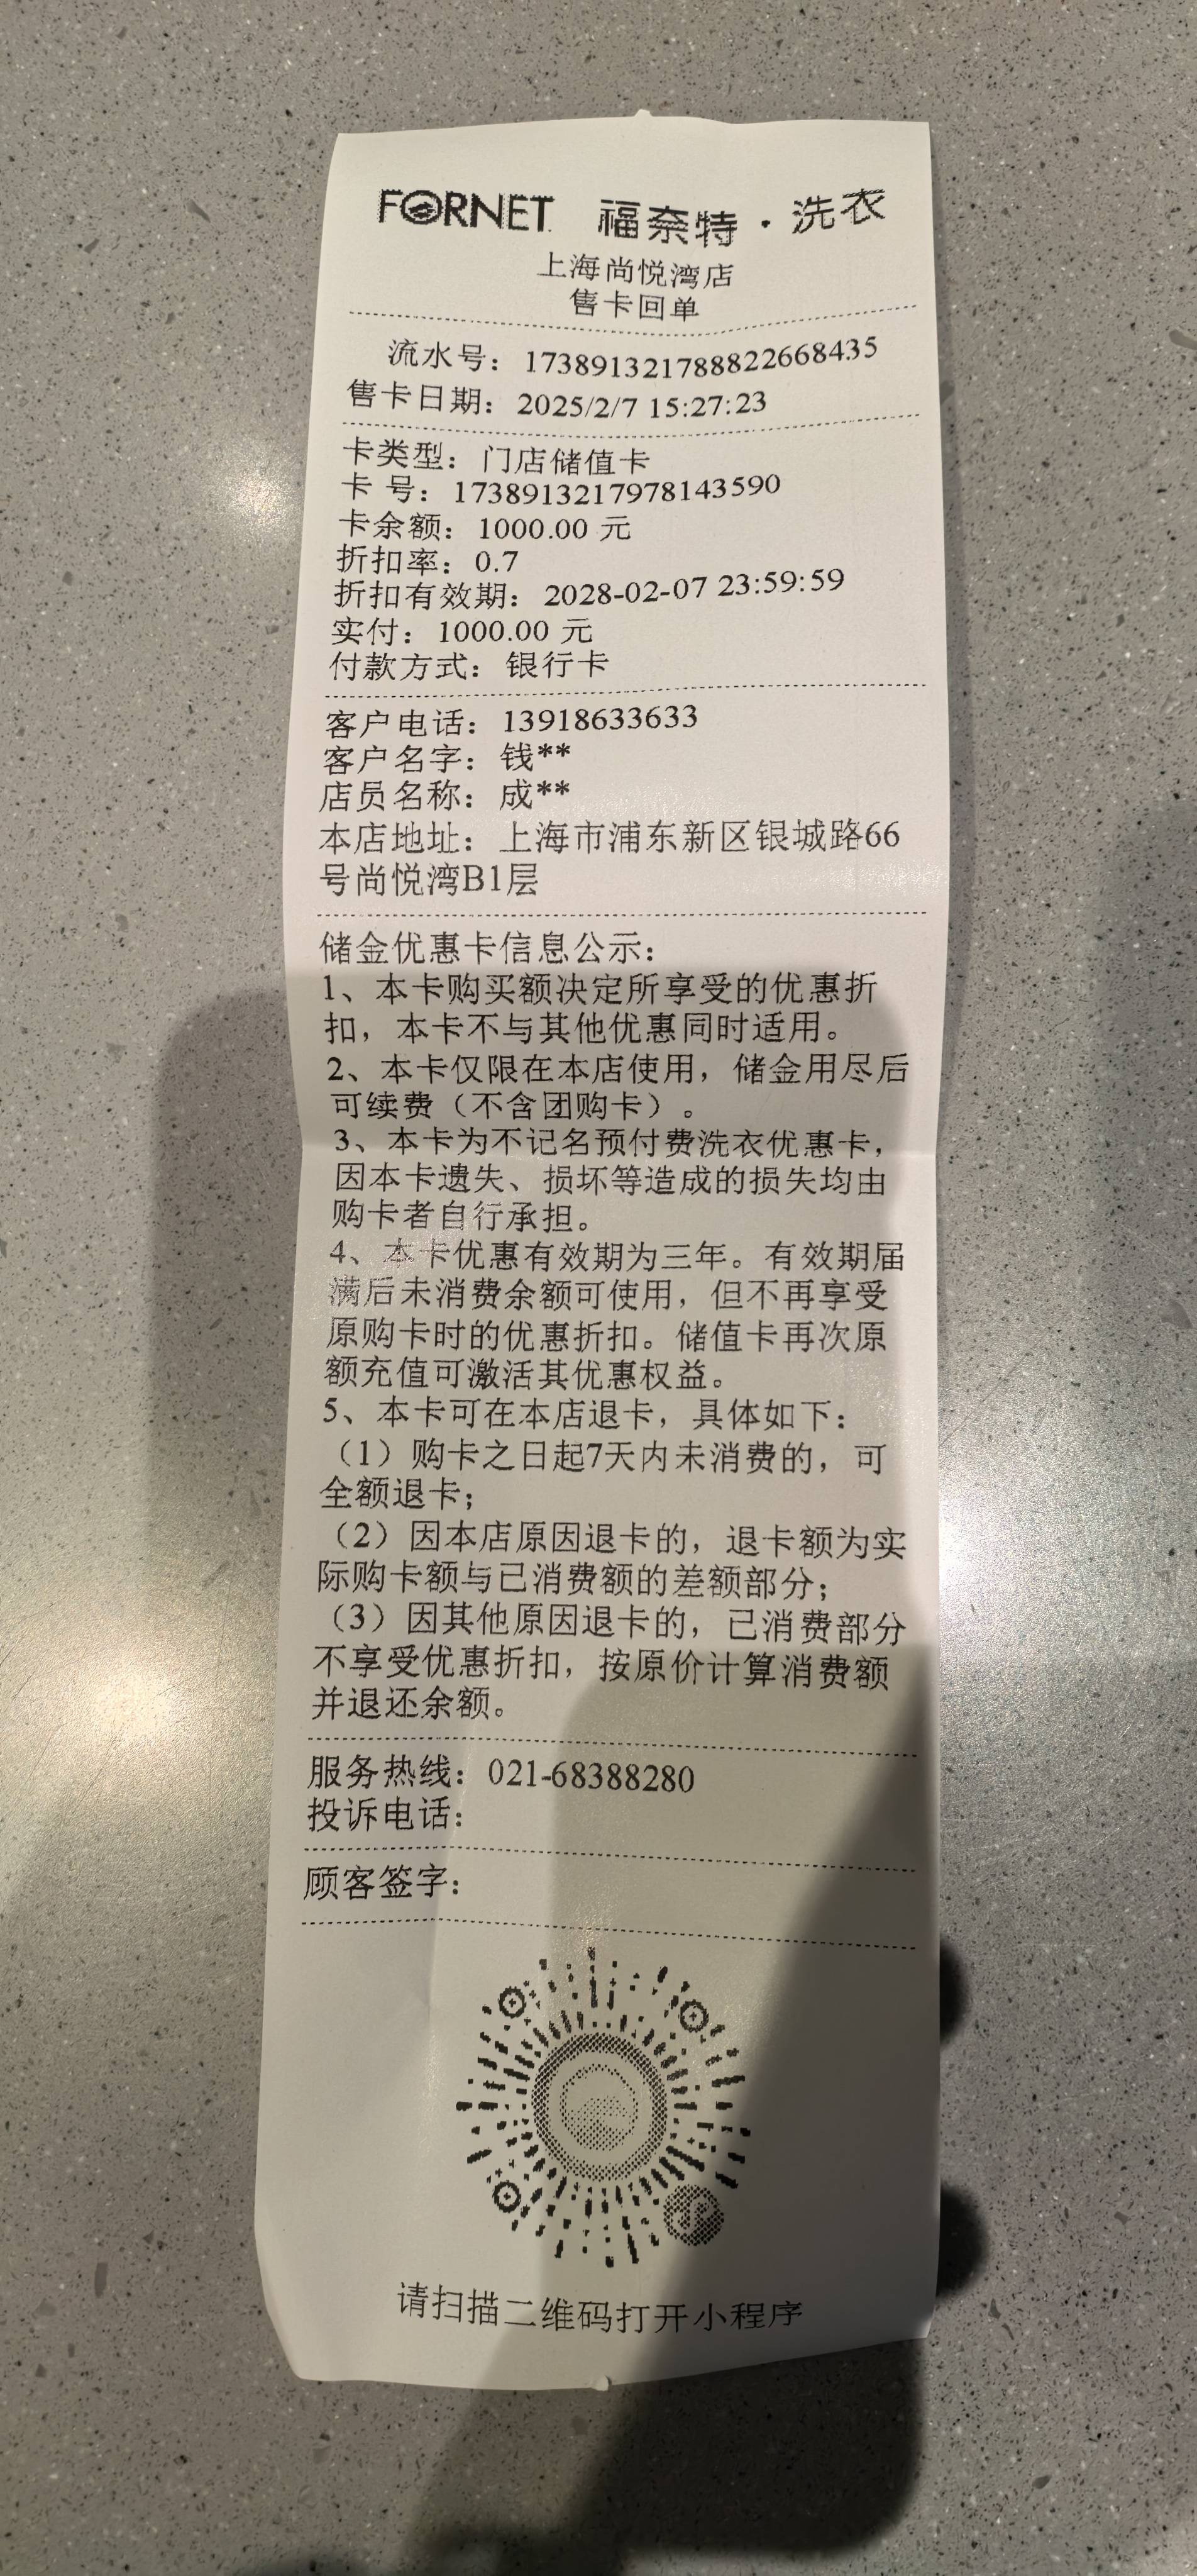 FORNET 福奈特·洗衣
上海尚悦湾店
售卡回单
流水号：173891321788822668435
售卡日期：2025/2/7 15:27:23
卡类型：门店储值卡
卡 号：1738913217978143590
卡余额：1000.00 元
折扣率：0.7
折扣有效期：2028-02-07 23:59:59
实付：1000.00 元
付款方式：银行卡
客户电话：13918633633
客户名字：钱**
店员名称：成**
本店地址：上海市浦东新区银城路66
号尚悦湾B1层
储金优惠卡信息公示：
1、本卡购买额决定所享受的优惠折
扣，本卡不与其他优惠同时适用。
2、本卡仅限在本店使用，储金用尽后
可续费（不含团购卡）。
3、本卡为不记名预付费洗衣优惠卡，
因本卡遗失、损坏等造成的损失均由
购卡者自行承担。
4、本卡优惠有效期为三年。有效期届
满后未消费余额可使用，但不再享受
原购卡时的优惠折扣。储值卡再次原
额充值可激活其优惠权益。
5、本卡可在本店退卡，具体如下：
（1）购卡之日起7天内未消费的，可
全额退卡；
（2）因本店原因退卡的，退卡额为实
际购卡额与已消费额的差额部分；
（3）因其他原因退卡的，已消费部分
不享受优惠折扣，按原价计算消费额
并退还余额。
服务热线：021-68388280
投诉电话：
顾客签字：
请扫描二维码打开小程序